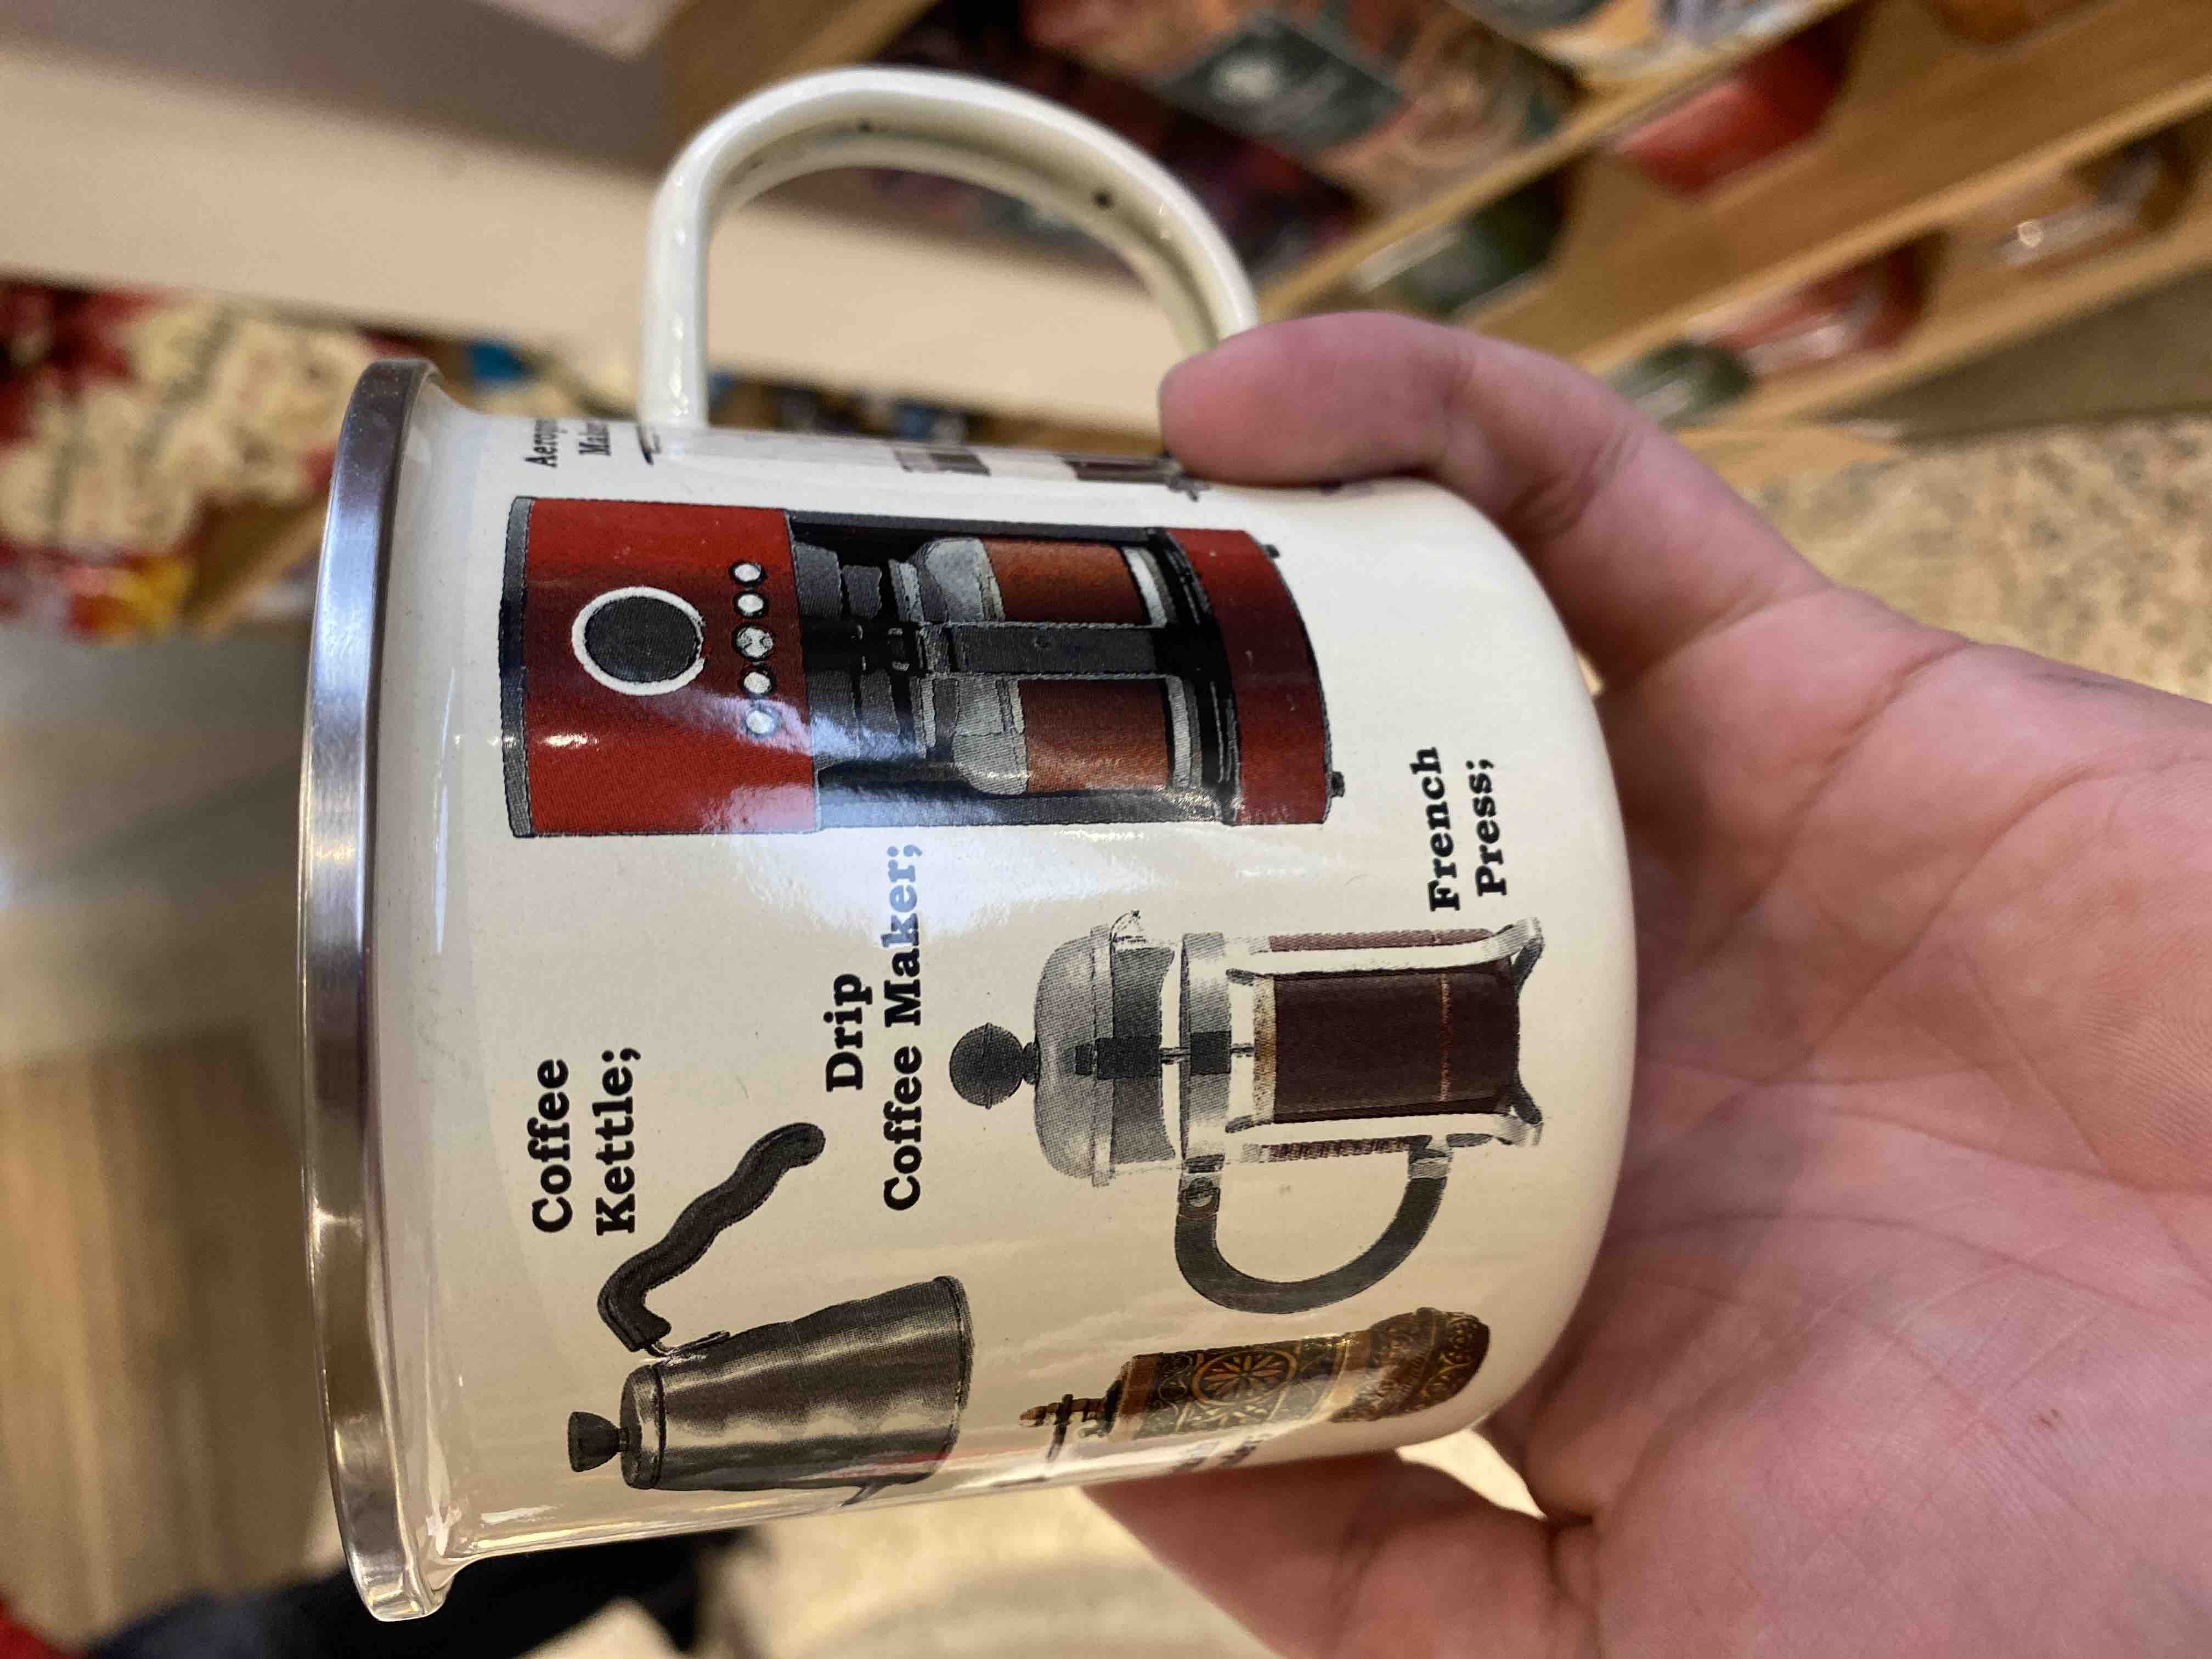 Coffee
Kettle;
Drip
Coffee Maker;
French
Press;